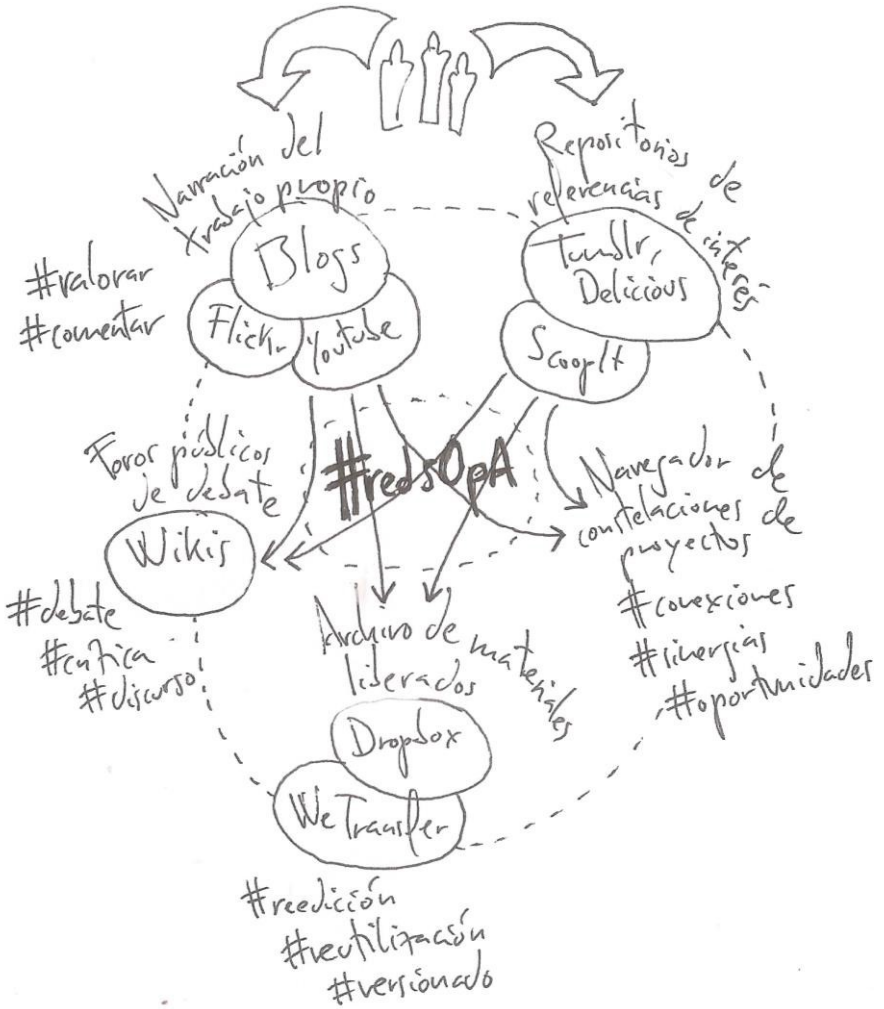 Narración del
trabajo propio
Blogs
Flickr
Youtube
#valorar
#comentar
Repositorios de
referencias de interés
Tumblr,
Delicious
ScoopIt
#redsOpA
Foros públicos
de debate
Wikis
#debate
#crítica
#discurso
Navegador de
constelaciones de
proyectos
#conexiones
#sinergias
#oportunidades
Archivo de materiales
liberados
Dropbox
WeTransfer
#reedición
#reutilización
#versionado